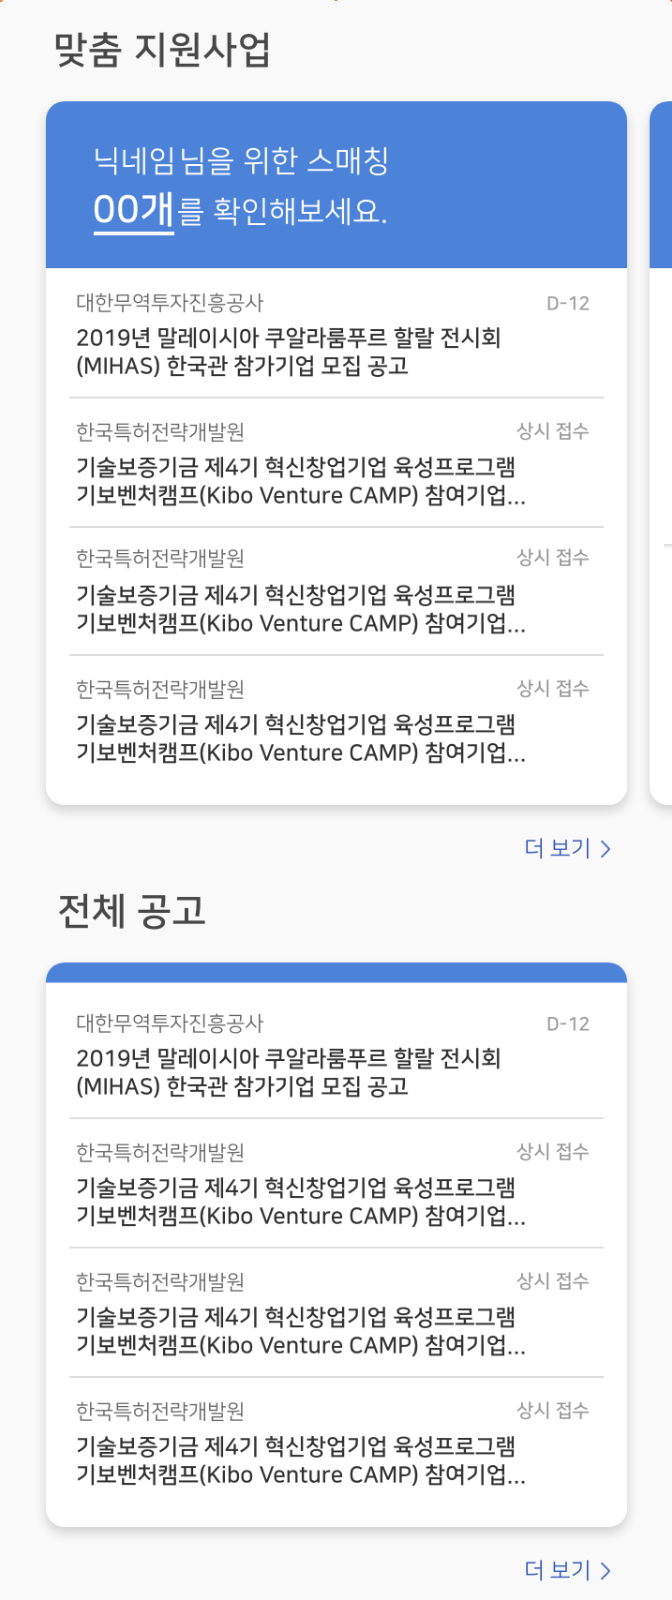 맞춤 지원사업
닉네임님을 위한 스매칭
00개를 확인해보세요.
대한무역투자진흥공사 D-12
2019년 말레이시아 쿠알라룸푸르 할랄 전시회
(MIHAS) 한국관 참가기업 모집 공고
한국특허전략개발원 상시 접수
기술보증기금 제4기 혁신창업기업 육성프로그램
기보벤처캠프(Kibo Venture CAMP) 참여기업...
한국특허전략개발원 상시 접수
기술보증기금 제4기 혁신창업기업 육성프로그램
기보벤처캠프(Kibo Venture CAMP) 참여기업...
한국특허전략개발원 상시 접수
기술보증기금 제4기 혁신창업기업 육성프로그램
기보벤처캠프(Kibo Venture CAMP) 참여기업...
더 보기 >
전체 공고
대한무역투자진흥공사 D-12
2019년 말레이시아 쿠알라룸푸르 할랄 전시회
(MIHAS) 한국관 참가기업 모집 공고
한국특허전략개발원 상시 접수
기술보증기금 제4기 혁신창업기업 육성프로그램
기보벤처캠프(Kibo Venture CAMP) 참여기업...
한국특허전략개발원 상시 접수
기술보증기금 제4기 혁신창업기업 육성프로그램
기보벤처캠프(Kibo Venture CAMP) 참여기업...
한국특허전략개발원 상시 접수
기술보증기금 제4기 혁신창업기업 육성프로그램
기보벤처캠프(Kibo Venture CAMP) 참여기업...
더 보기 >